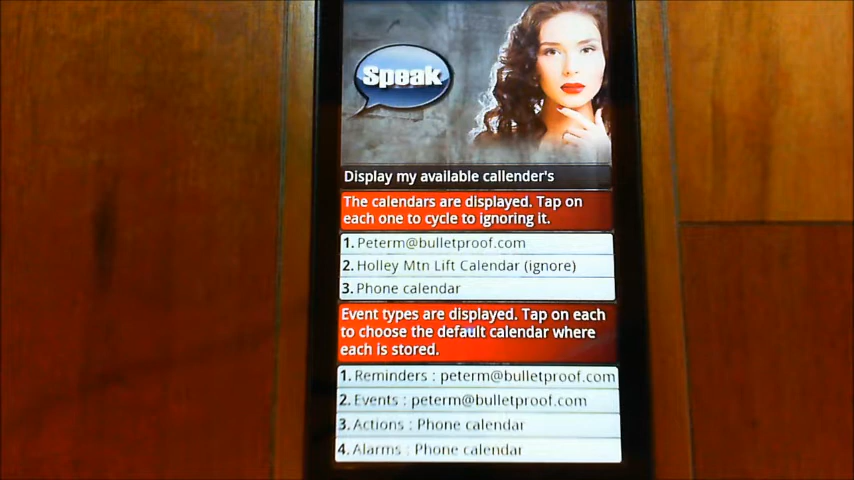 Speak
Display my available callender's
The calendars are displayed. Tap on
each one to cycle to ignoring it.
1. Peterm@bulletproof.com
2. Holley Mtn Lift Calendar (ignore)
3. Phone calendar
Event types are displayed. Tap on each
to choose the default calendar where
each is stored.
1. Reminders : peterm@bulletproof.com
2. Events : peterm@bulletproof.com
3. Actions : Phone calendar
4. Alarms : Phone calendar